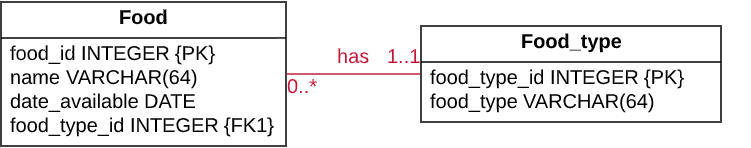 Food
food_id INTEGER {PK}
name VARCHAR(64)
date_available DATE
food_type_id INTEGER {FK1}
has 1..1
0..*
Food_type
food_type_id INTEGER {PK}
food_type VARCHAR(64)